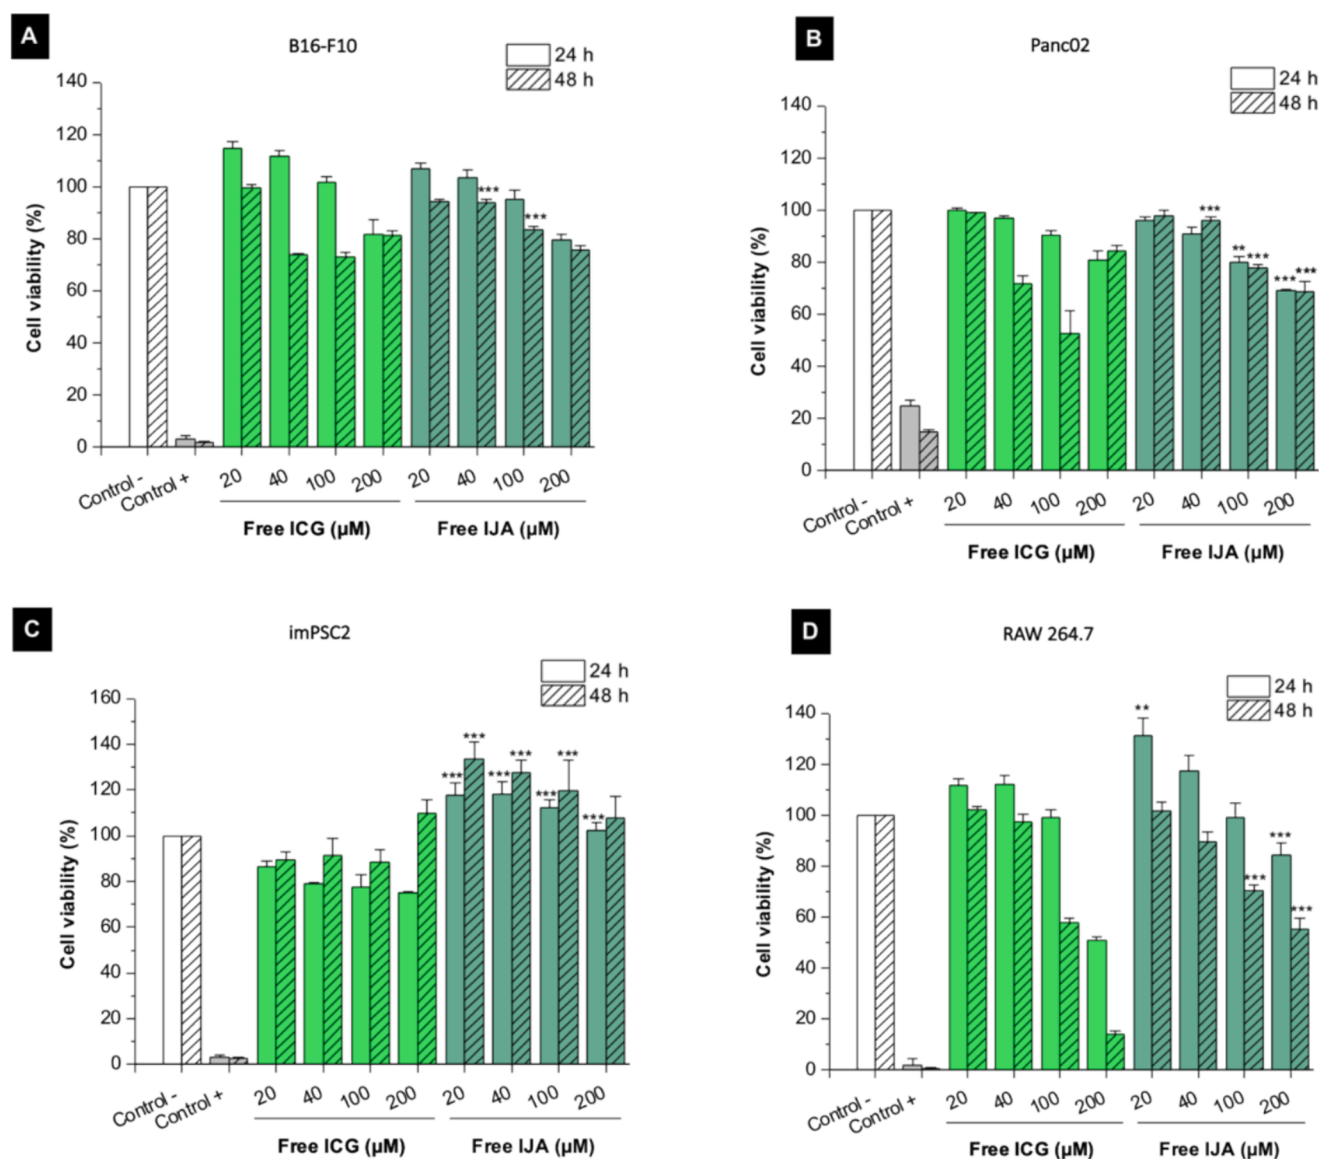 A
B16-F10
24 h
48 h
140
120
100
80
60
40
20
0
Cell viability (%)
*** ***
Control - Control + 20 40 100 200 20 40 100 200
Free ICG (µM) Free IJA (µM)
B
Panc02
24 h
48 h
140
120
100
80
60
40
20
0
Cell viability (%)
*** ** *** *** ***
Control - Control + 20 40 100 200 20 40 100 200
Free ICG (µM) Free IJA (µM)
C
imPSC2
24 h
48 h
160
140
120
100
80
60
40
20
0
Cell viability (%)
*** *** *** *** *** *** ***
Control - Control + 20 40 100 200 20 40 100 200
Free ICG (µM) Free IJA (µM)
D
RAW 264.7
24 h
48 h
140
120
100
80
60
40
20
0
Cell viability (%)
** *** *** ***
Control - Control + 20 40 100 200 20 40 100 200
Free ICG (µM) Free IJA (µM)